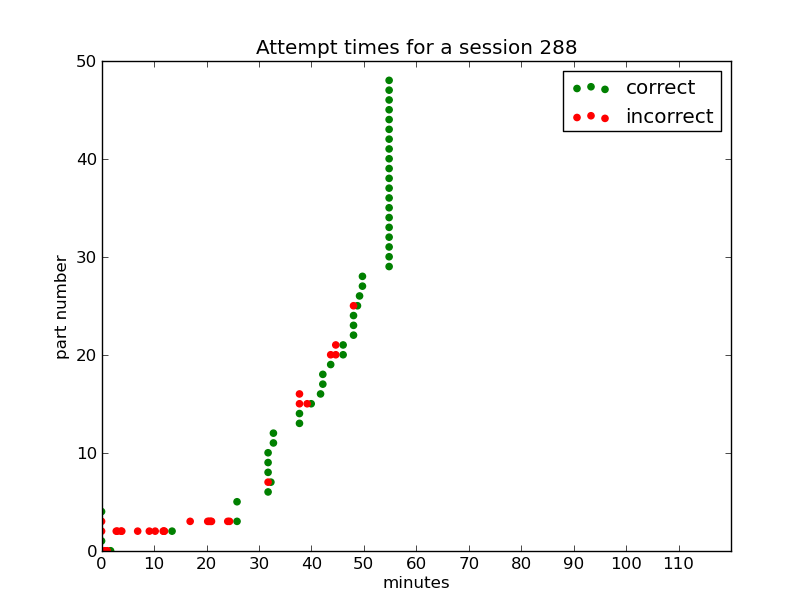 Attempt times for a session 288
correct
incorrect
50
40
30
20
10
0
part number
0 10 20 30 40 50 60 70 80 90 100 110
minutes